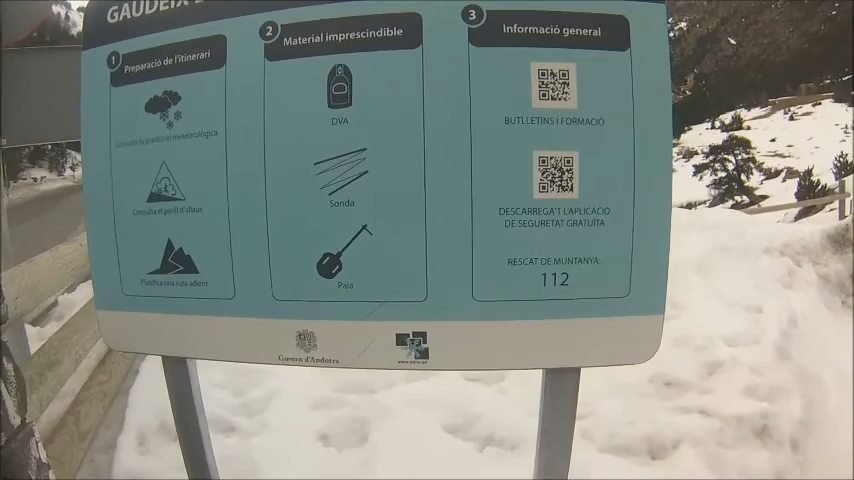 GAUDEIX
1
Preparació de l'itinerari
Consulta la predicció meteorològica
Consulta el perill d'allaus
Planifica una ruta adient
2
Material imprescindible
DVA
Sonda
Pala
3
Informació general
BUTLLETINS I FORMACIÓ
DESCARREGA'T L'APLICACIÓ
DE SEGURETAT GRATUÏTA
RESCAT DE MUNTANYA:
112
Govern d'Andorra